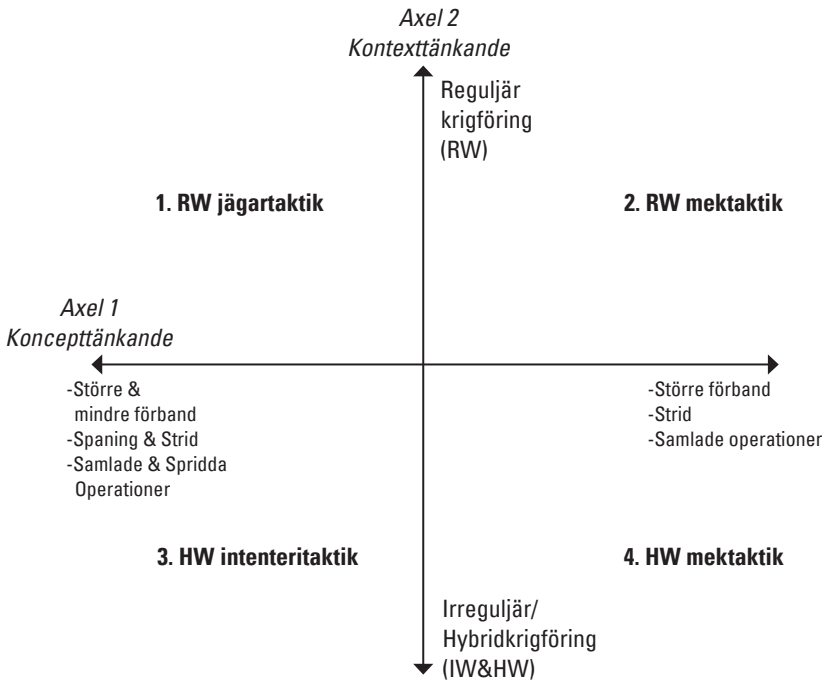 Axel 2
Kontexttänkande
Reguljär
krigföring
(RW)
1. RW jägartaktik
2. RW mektaktik
Axel 1
Koncepttänkande
-Större &
mindre förband
-Spaning & Strid
-Samlade & Spridda
Operationer
-Större förband
-Strid
-Samlade operationer
3. HW intenteritaktik
4. HW mektaktik
Irreguljär/
Hybridkrigföring
(IW&HW)